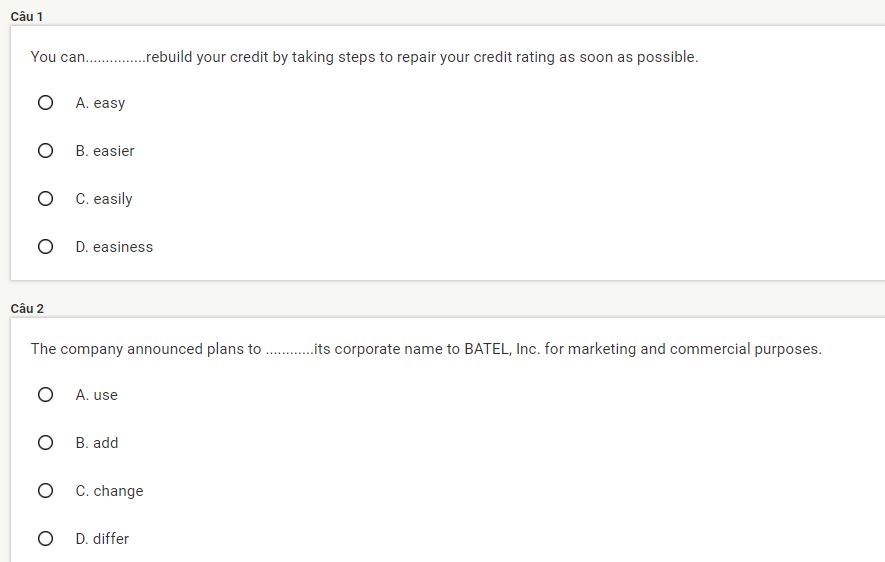 Câu 1
You can...............rebuild your credit by taking steps to repair your credit rating as soon as possible.
A. easy
B. easier
C. easily
D. easiness
Câu 2
The company announced plans to ............its corporate name to BATEL, Inc. for marketing and commercial purposes.
A. use
B. add
C. change
D. differ